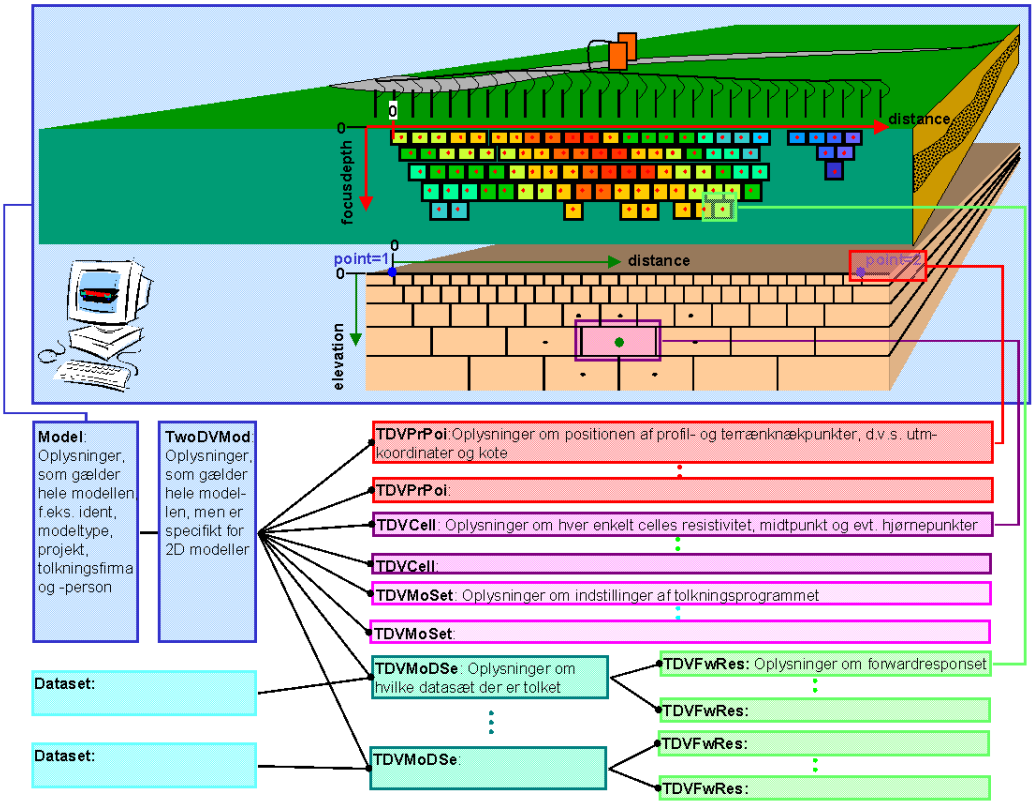 0
distance
0
focusdepth
0
point=1
distance
point=2
0
elevation
Model:
Oplysninger,
som gælder
hele modellen,
f.eks. ident,
modeltype,
projekt,
tolkningsfirma
og -person
TwoDVMod:
Oplysninger,
som gælder
hele model-
len, men er
specifikt for
2D modeller
TDVPrPoi:Oplysninger om positionen af profil- og terrænknækpunkter, d.v.s. utm-
koordinater og kote
TDVPrPoi:
TDVCell: Oplysninger om hver enkelt celles resistivitet, midtpunkt og evt. hjørnepunkter
TDVCell:
TDVMoSet: Oplysninger om indstillinger af tolkningsprogrammet
TDVMoSet:
TDVMoDSe: Oplysninger om
hvilke datasæt der er tolket
TDVFwRes: Oplysninger om forwardresponset
Dataset:
TDVFwRes:
TDVFwRes:
Dataset:
TDVMoDSe:
TDVFwRes: